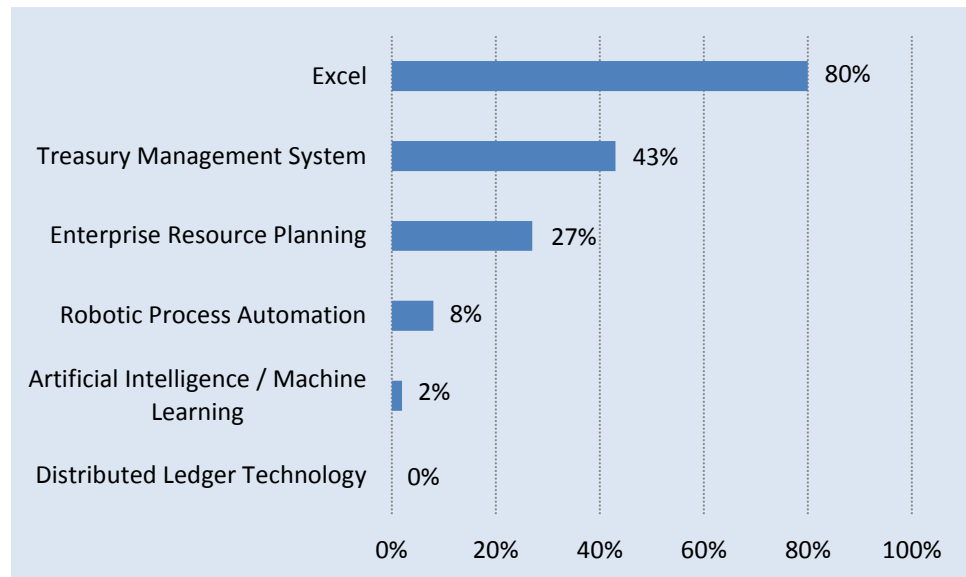 Excel
80%
Treasury Management System
43%
Enterprise Resource Planning
27%
Robotic Process Automation
8%
Artificial Intelligence / Machine
Learning
2%
Distributed Ledger Technology
0%
0% 20% 40% 60% 80% 100%